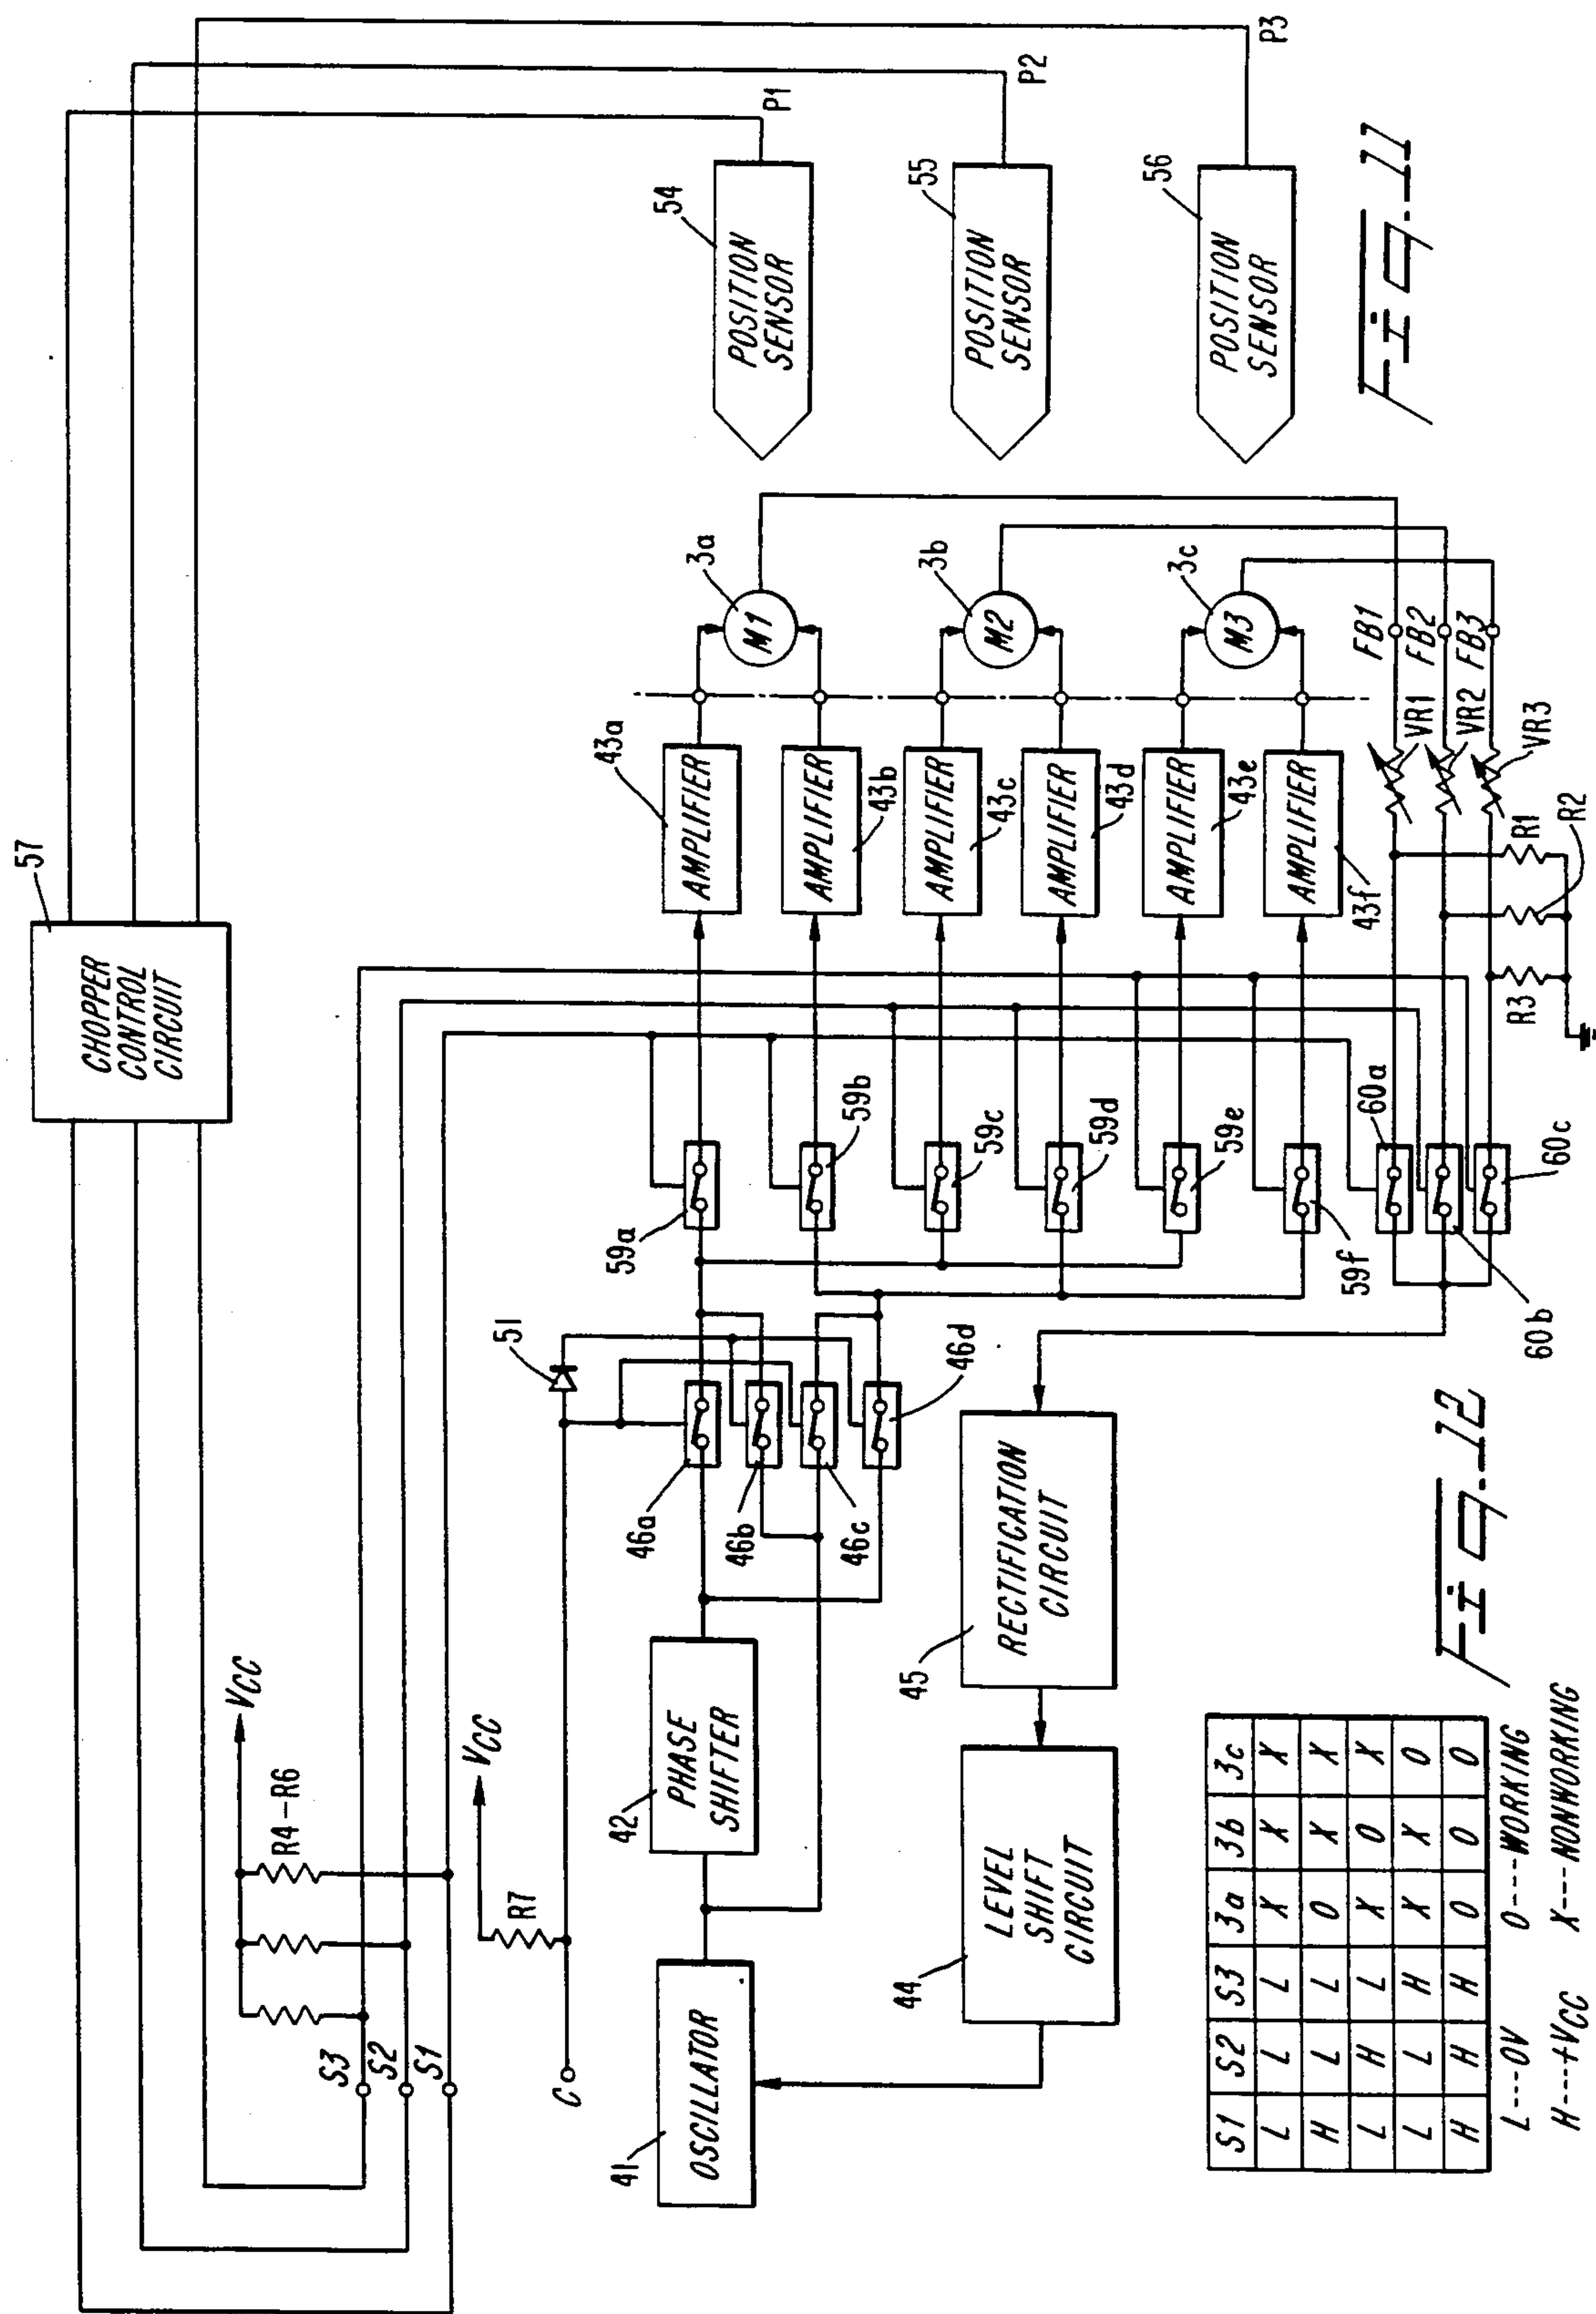 57
CHOPPER
CONTROL
CIRCUIT
VCC
R4-R6
S3
S2
S1
VCC
R7
C
51
41
OSCILLATOR
42
PHASE
SHIFTER
46a
46b
46c
46d
59a
59b
59c
59d
59e
59f
60a
60b
60c
43a
AMPLIFIER
AMPLIFIER
43b
AMPLIFIER
43c
AMPLIFIER
43d
AMPLIFIER
43e
AMPLIFIER
43f
M1
3a
M2
3b
M3
3c
FB1
FB2
FB3
VR1
VR2
VR3
R1
R2
R3
54
POSITION
SENSOR
P1
55
POSITION
SENSOR
P2
56
POSITION
SENSOR
P3
45
RECTIFICATION
CIRCUIT
44
LEVEL
SHIFT
CIRCUIT
Fig. 11
S1 S2 S3 3a 3b 3c
L L L X X X
H L L O X X
L H L X O X
L L H X X O
H H H O O O
L---OV O----WORKING
H---+VCC X---NONWORKING
Fig. 12